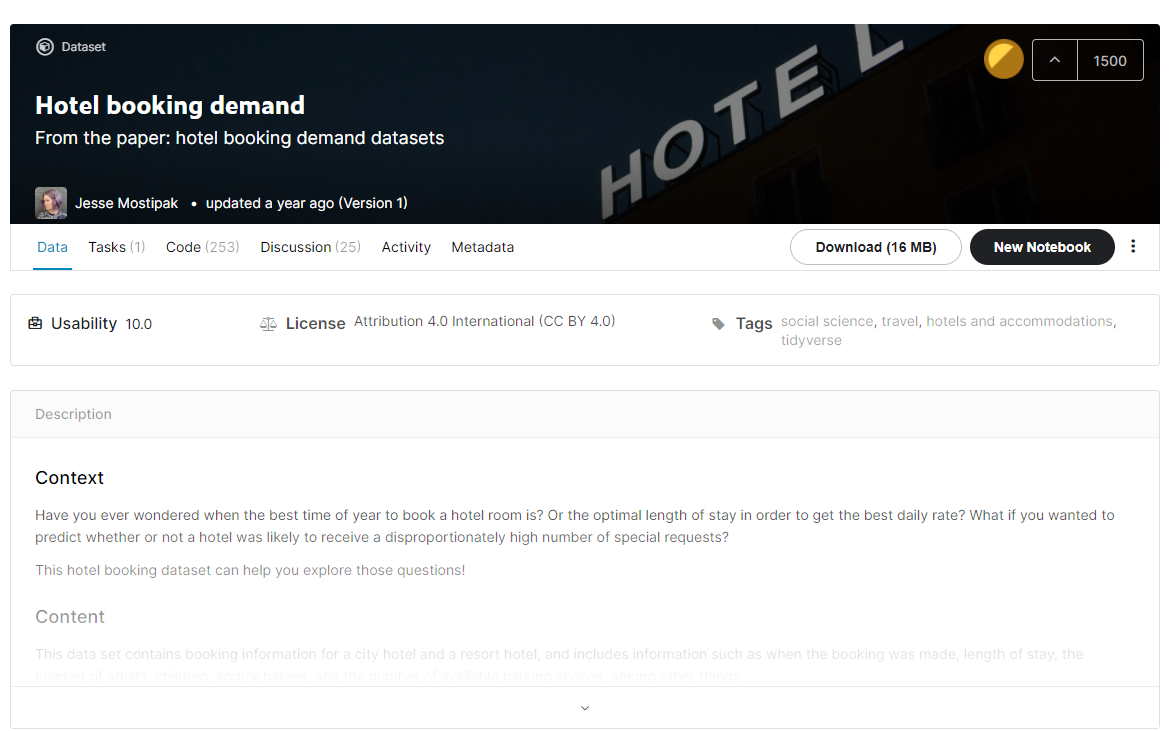 Dataset
1500
HOTEL
Hotel booking demand
From the paper: hotel booking demand datasets
Jesse Mostipak • updated a year ago (Version 1)
Data Tasks (1) Code (253) Discussion (25) Activity Metadata Download (16 MB) New Notebook
Usability 10.0 License Attribution 4.0 International (CC BY 4.0) Tags social science, travel, hotels and accommodations,
tidyverse
Description
Context
Have you ever wondered when the best time of year to book a hotel room is? Or the optimal length of stay in order to get the best daily rate? What if you wanted to
predict whether or not a hotel was likely to receive a disproportionately high number of special requests?
This hotel booking dataset can help you explore those questions!
Content
This data set contains booking information for a city hotel and a resort hotel, and includes information such as when the booking was made, length of stay, the
number of adults, children, and/or babies, and the number of available parking spaces, among other things.